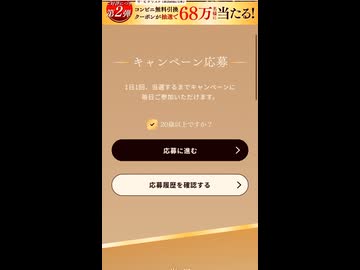 第2弾
コンビニ無料引換
クーポンが抽選で
68万
当たる!
キャンペーン応募
1日1回、当選するまでキャンペーンに
毎日ご参加いただけます。
20歳以上ですか?
応募に進む
応募履歴を確認する